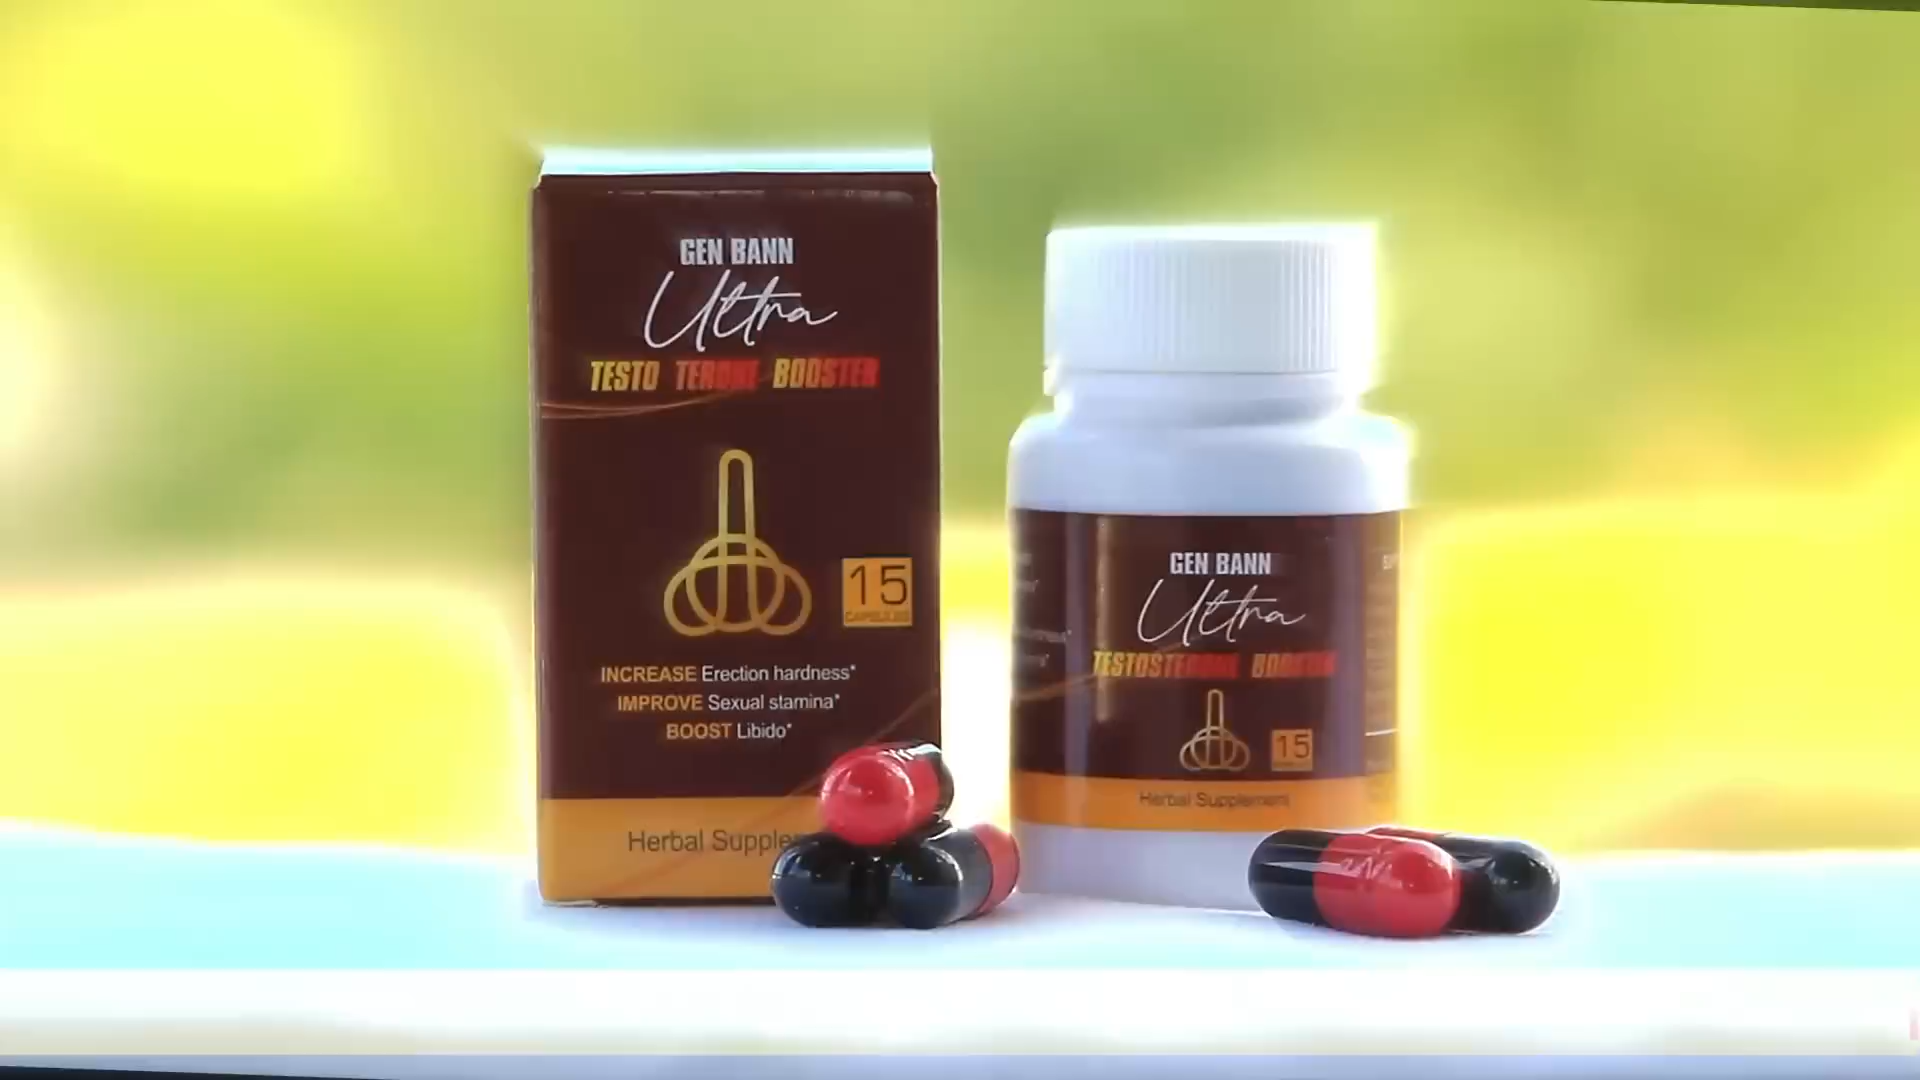 GEN BANN
Ultra
TESTO TERONE BOOSTER
15
CAPSULES
INCREASE Erection hardness*
IMPROVE Sexual stamina*
BOOST Libido*
Herbal Supplem
GEN BANN
Ultra
TESTOSTERONE BOOSTER
15
Herbal Supplement